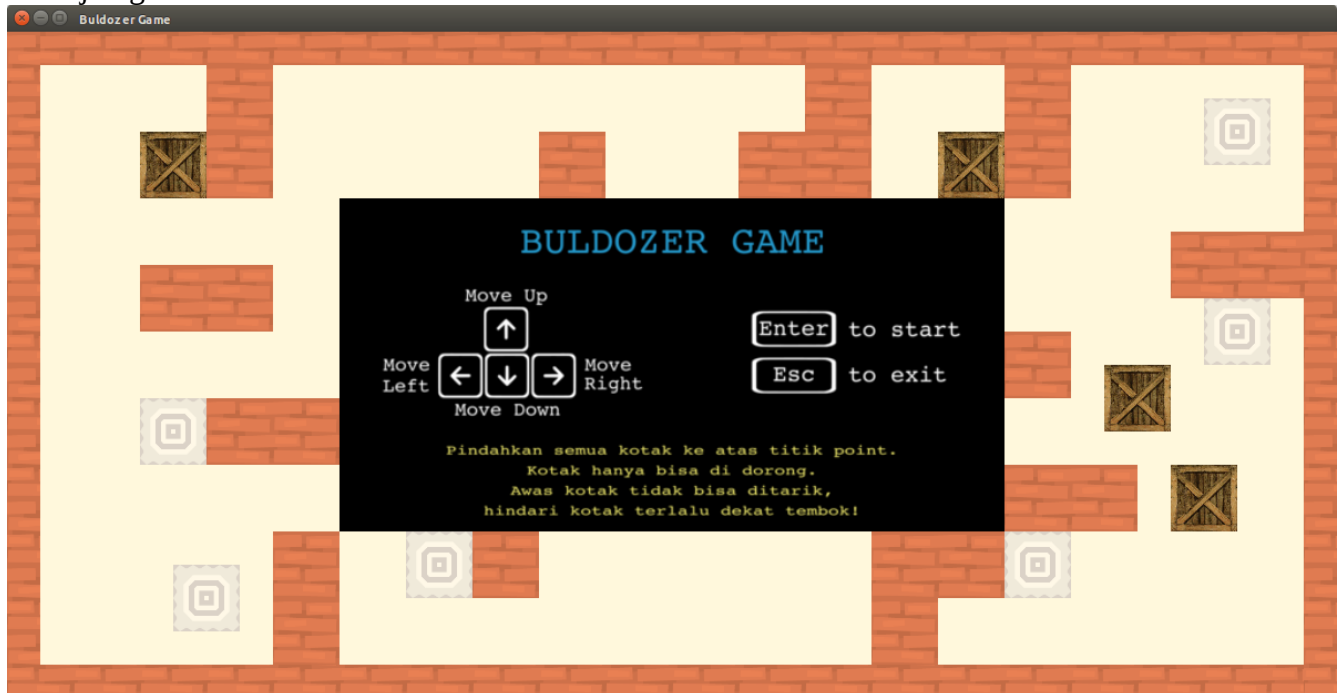 Buldozer Game
BULDOZER GAME
Move Up
Move Left
Move Right
Move Down
Enter to start
Esc to exit
Pindahkan semua kotak ke atas titik point.
Kotak hanya bisa di dorong.
Awas kotak tidak bisa ditarik,
hindari kotak terlalu dekat tembok!